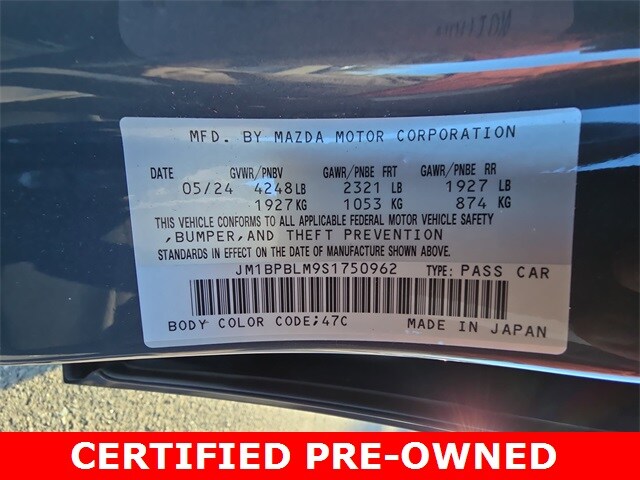 MFD. BY MAZDA MOTOR CORPORATION
DATE GVWR/PNBV GAWR/PNBE FRT GAWR/PNBE RR
05/24 4248LB 2321 LB 1927 LB
1927KG 1053 KG 874 KG
THIS VEHICLE CONFORMS TO ALL APPLICABLE FEDERAL MOTOR VEHICLE SAFETY
,BUMPER,AND THEFT PREVENTION
STANDARDS IN EFFECT ON THE DATE OF MANUFACTURE SHOWN ABOVE.
JM1BPBLM9S1750962 TYPE: PASS CAR
BODY COLOR CODE;47C MADE IN JAPAN
CERTIFIED PRE-OWNED